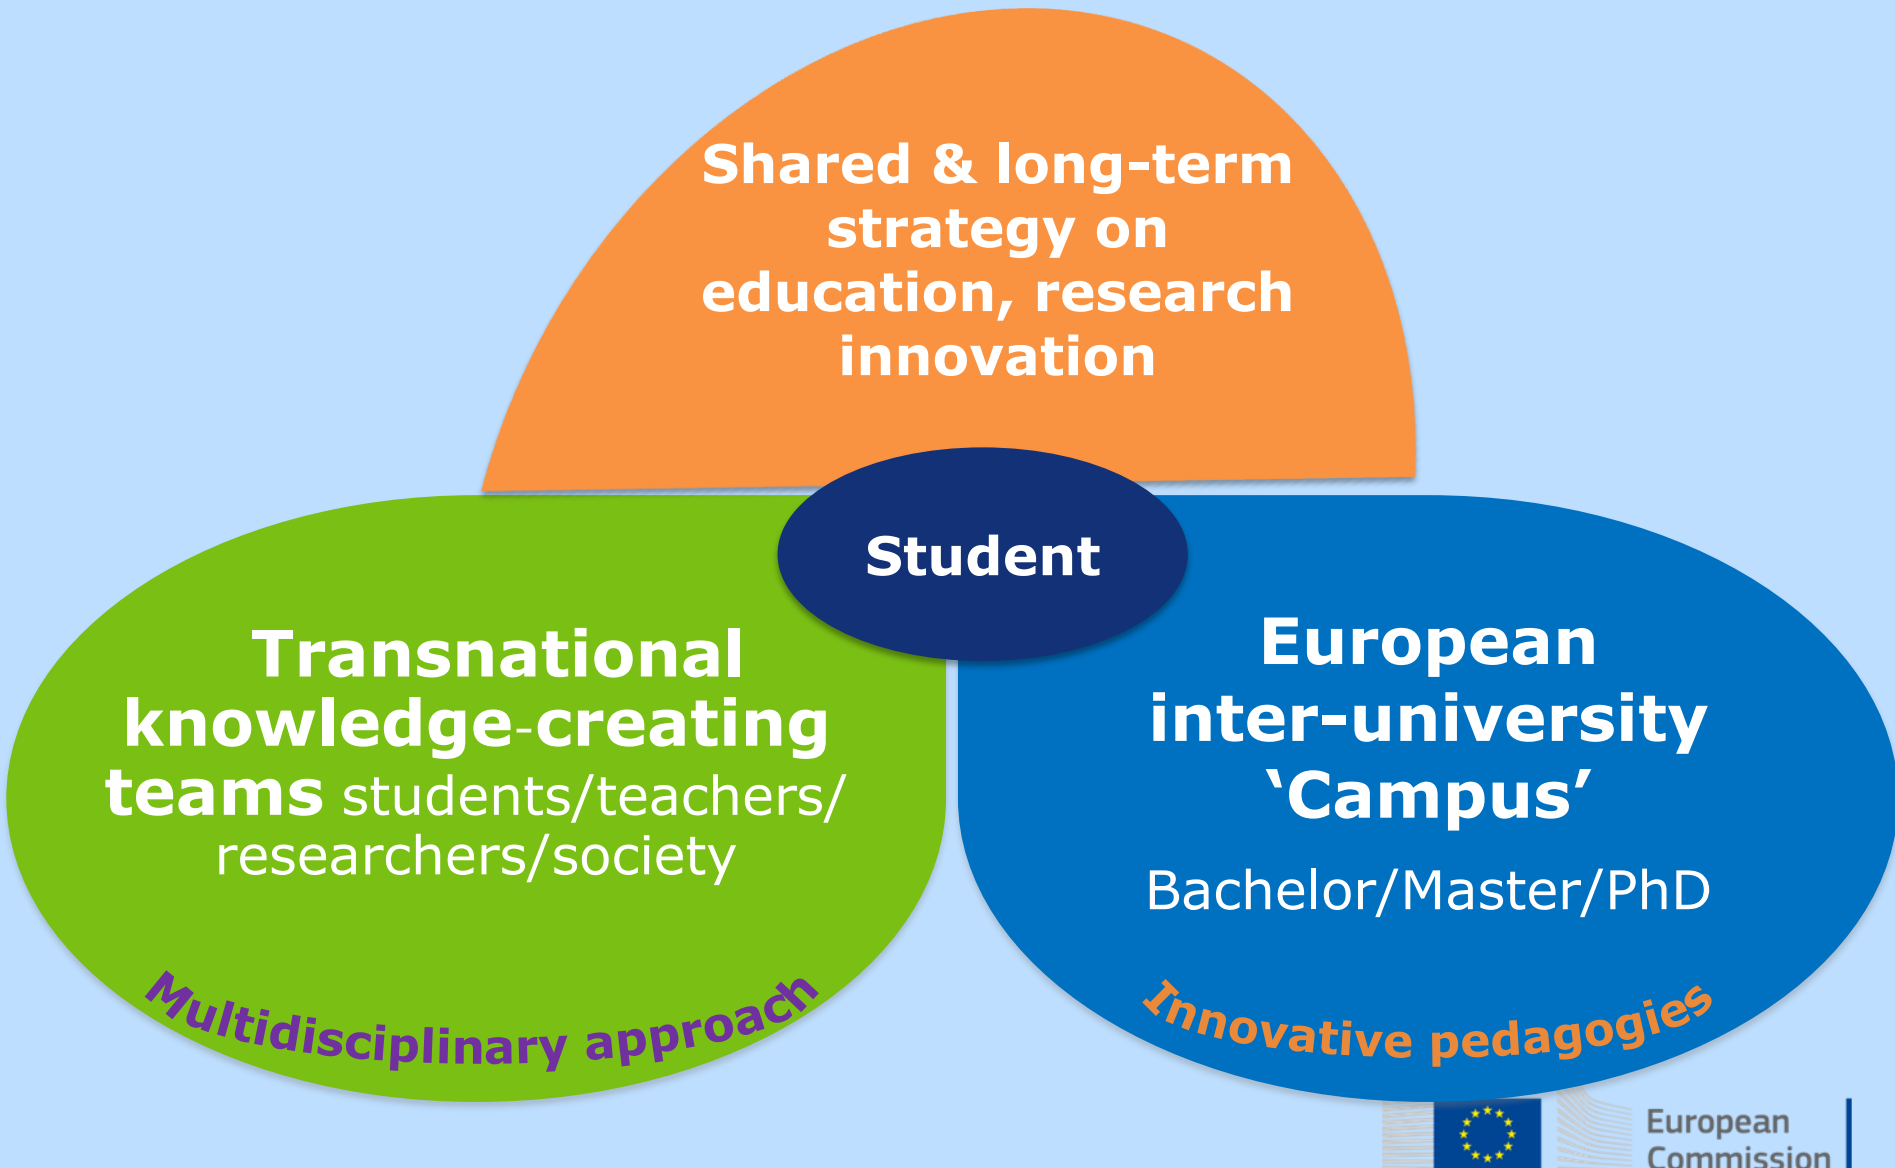 Shared & long-term
strategy on
education, research
innovation
Student
Transnational
knowledge-creating
teams students/teachers/
researchers/society
Multidisciplinary approach
European
inter-university
‘Campus’
Bachelor/Master/PhD
Innovative pedagogies
European
Commission